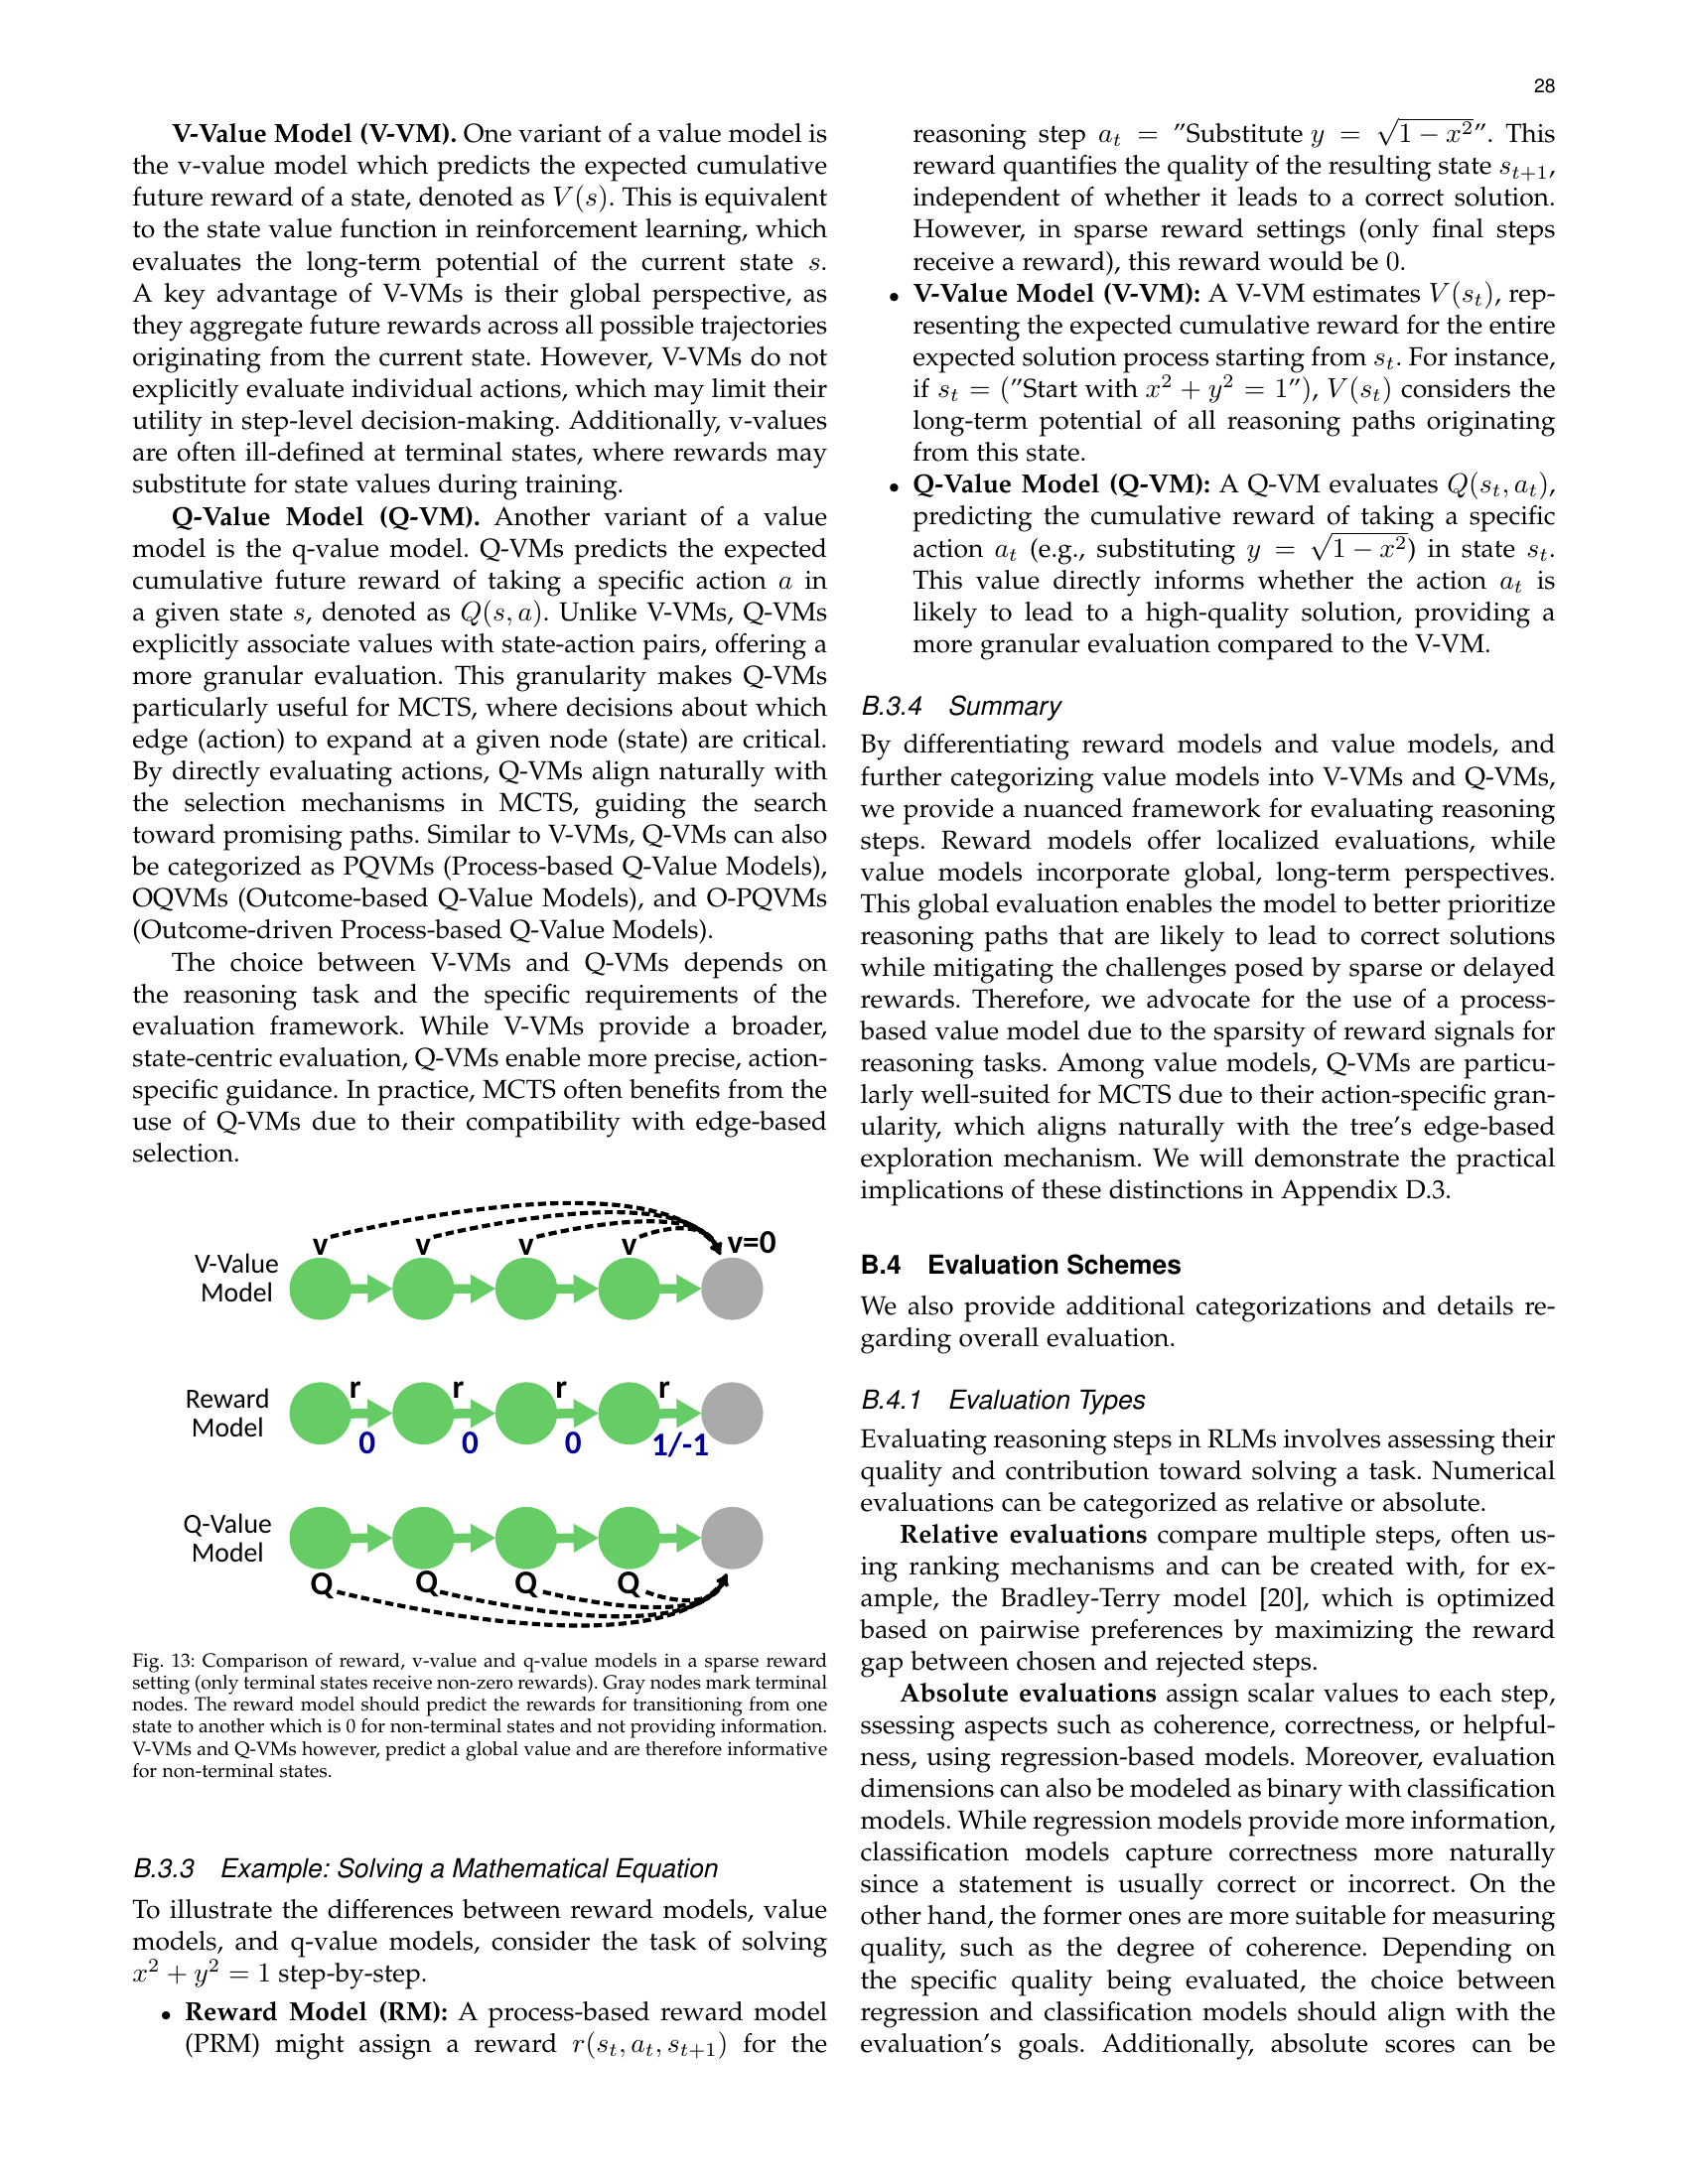 28
V-Value Model (V-VM). One variant of a value model is
the v-value model which predicts the expected cumulative
future reward of a state, denoted as V(s). This is equivalent
to the state value function in reinforcement learning, which
evaluates the long-term potential of the current state s.
A key advantage of V-VMs is their global perspective, as
they aggregate future rewards across all possible trajectories
originating from the current state. However, V-VMs do not
explicitly evaluate individual actions, which may limit their
utility in step-level decision-making. Additionally, v-values
are often ill-defined at terminal states, where rewards may
substitute for state values during training.
Q-Value Model (Q-VM). Another variant of a value
model is the q-value model. Q-VMs predicts the expected
cumulative future reward of taking a specific action a in
a given state s, denoted as Q(s, a). Unlike V-VMs, Q-VMs
explicitly associate values with state-action pairs, offering a
more granular evaluation. This granularity makes Q-VMs
particularly useful for MCTS, where decisions about which
edge (action) to expand at a given node (state) are critical.
By directly evaluating actions, Q-VMs align naturally with
the selection mechanisms in MCTS, guiding the search
toward promising paths. Similar to V-VMs, Q-VMs can also
be categorized as PQVMs (Process-based Q-Value Models),
OQVMs (Outcome-based Q-Value Models), and O-PQVMs
(Outcome-driven Process-based Q-Value Models).
The choice between V-VMs and Q-VMs depends on
the reasoning task and the specific requirements of the
evaluation framework. While V-VMs provide a broader,
state-centric evaluation, Q-VMs enable more precise, action-
specific guidance. In practice, MCTS often benefits from the
use of Q-VMs due to their compatibility with edge-based
selection.
v v v v v=0
V-Value
Model
r r r r
Reward
Model
0 0 0 1/-1
Q-Value
Model
Q Q Q Q
Fig. 13: Comparison of reward, v-value and q-value models in a sparse reward
setting (only terminal states receive non-zero rewards). Gray nodes mark terminal
nodes. The reward model should predict the rewards for transitioning from one
state to another which is 0 for non-terminal states and not providing information.
V-VMs and Q-VMs however, predict a global value and are therefore informative
for non-terminal states.
B.3.3 Example: Solving a Mathematical Equation
To illustrate the differences between reward models, value
models, and q-value models, consider the task of solving
x² + y² = 1 step-by-step.
• Reward Model (RM): A process-based reward model
(PRM) might assign a reward r(sₜ, aₜ, sₜ₊₁) for the
reasoning step aₜ = ″Substitute y = √(1 − x²)″. This
reward quantifies the quality of the resulting state sₜ₊₁,
independent of whether it leads to a correct solution.
However, in sparse reward settings (only final steps
receive a reward), this reward would be 0.
• V-Value Model (V-VM): A V-VM estimates V(sₜ), rep-
resenting the expected cumulative reward for the entire
expected solution process starting from sₜ. For instance,
if sₜ = (″Start with x² + y² = 1″), V(sₜ) considers the
long-term potential of all reasoning paths originating
from this state.
• Q-Value Model (Q-VM): A Q-VM evaluates Q(sₜ, aₜ),
predicting the cumulative reward of taking a specific
action aₜ (e.g., substituting y = √(1 − x²)) in state sₜ.
This value directly informs whether the action aₜ is
likely to lead to a high-quality solution, providing a
more granular evaluation compared to the V-VM.
B.3.4 Summary
By differentiating reward models and value models, and
further categorizing value models into V-VMs and Q-VMs,
we provide a nuanced framework for evaluating reasoning
steps. Reward models offer localized evaluations, while
value models incorporate global, long-term perspectives.
This global evaluation enables the model to better prioritize
reasoning paths that are likely to lead to correct solutions
while mitigating the challenges posed by sparse or delayed
rewards. Therefore, we advocate for the use of a process-
based value model due to the sparsity of reward signals for
reasoning tasks. Among value models, Q-VMs are particu-
larly well-suited for MCTS due to their action-specific gran-
ularity, which aligns naturally with the tree's edge-based
exploration mechanism. We will demonstrate the practical
implications of these distinctions in Appendix D.3.
B.4 Evaluation Schemes
We also provide additional categorizations and details re-
garding overall evaluation.
B.4.1 Evaluation Types
Evaluating reasoning steps in RLMs involves assessing their
quality and contribution toward solving a task. Numerical
evaluations can be categorized as relative or absolute.
Relative evaluations compare multiple steps, often us-
ing ranking mechanisms and can be created with, for ex-
ample, the Bradley-Terry model [20], which is optimized
based on pairwise preferences by maximizing the reward
gap between chosen and rejected steps.
Absolute evaluations assign scalar values to each step,
ssessing aspects such as coherence, correctness, or helpful-
ness, using regression-based models. Moreover, evaluation
dimensions can also be modeled as binary with classification
models. While regression models provide more information,
classification models capture correctness more naturally
since a statement is usually correct or incorrect. On the
other hand, the former ones are more suitable for measuring
quality, such as the degree of coherence. Depending on
the specific quality being evaluated, the choice between
regression and classification models should align with the
evaluation's goals. Additionally, absolute scores can be